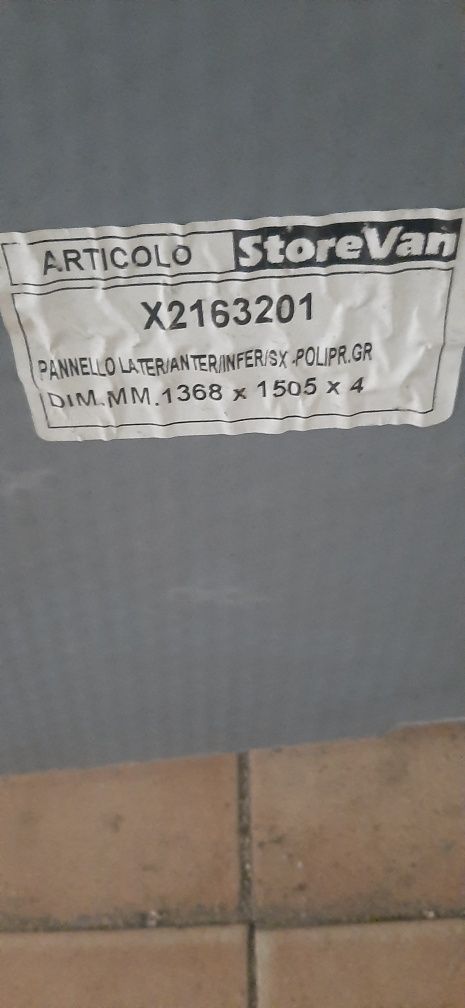 ARTICOLO StoreVan
X2163201
PANNELLO LATER/ANTER/INFER/SX -POLIPR.GR
DIM.MM.1368 x 1505 x 4